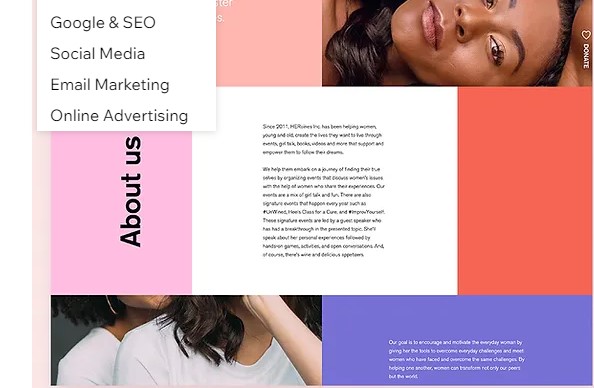 ster
s.
Google & SEO
Social Media
Email Marketing
Online Advertising
DONATE
About us
Since 2011, HERoines Inc. has been helping women,
young and old, create the lives they want to live through
events, girl talk, books, videos and more that support and
empower them to follow their dreams.
We help them embark on a journey of finding their true
selves by organizing events that discuss women's issues
with the help of women who share their experiences. Our
events are a mix of girl talk and fun. There are also
signature events that happen every year such as
#UnWined, Heels Class for a Cure, and #ImprovYourself.
These signature events are led by a guest speaker who
has had a breakthrough in the presented topic. She'll
speak about her personal experiences followed by
hands-on games, activities, and open conversations. And,
of course, there's wine and delicious appetizers.
Our goal is to encourage and motivate the everyday woman by
giving her the tools to overcome everyday challenges and meet
women who have faced and overcome the same challenges. By
helping one another, women can transform not only our peers
but the world.